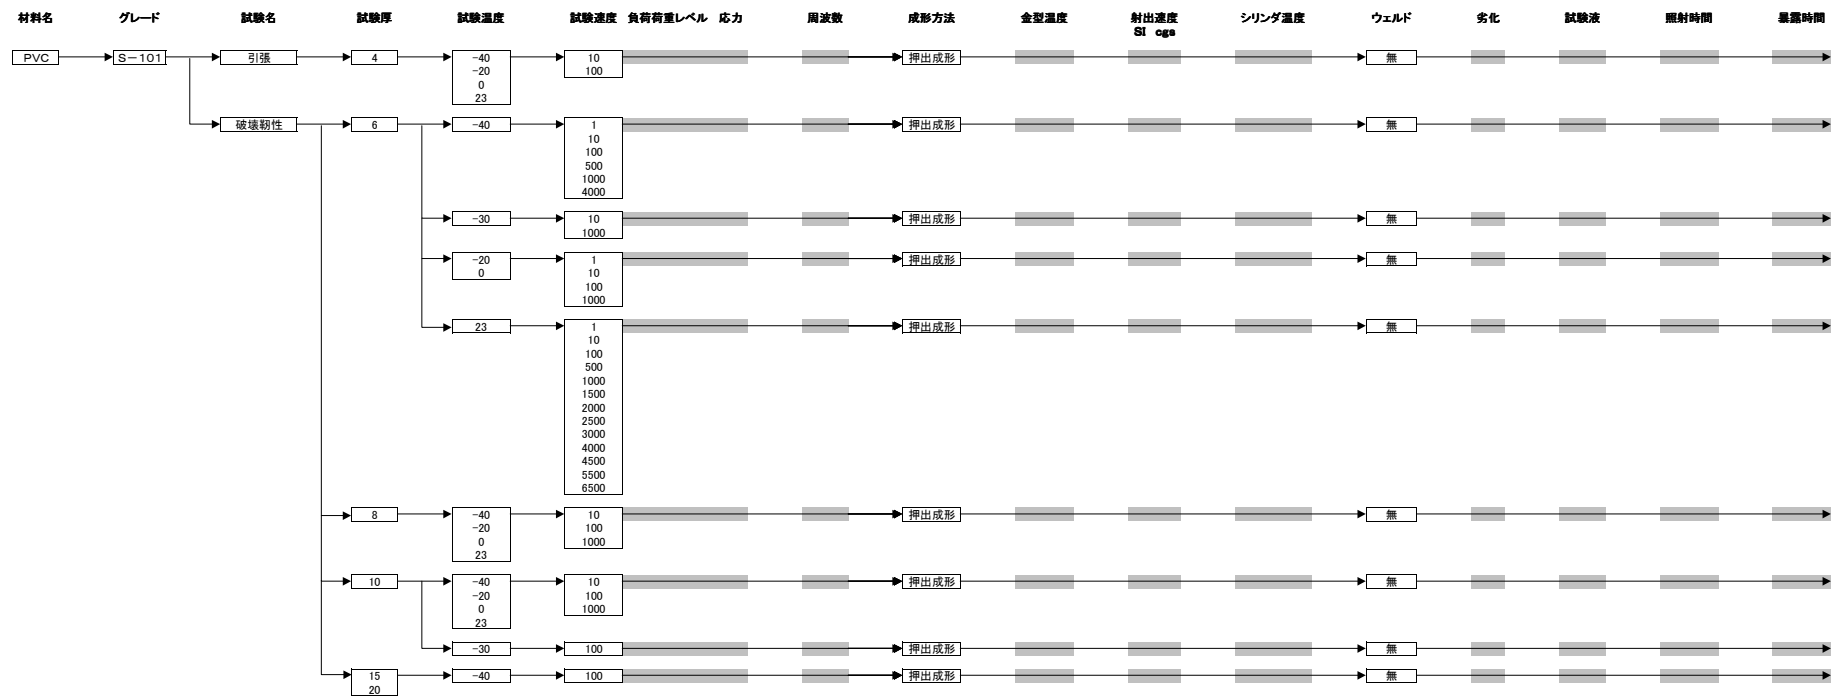 材料名 グレード 試験名 試験厚 試験温度 試験速度 負荷荷重レベル 応力 周波数 成形方法 金型温度 射出速度 シリンダ温度 ウェルド 劣化 試験液 照射時間 暴露時間
SI cgs
PVC S－101 引張 4 -40 10 押出成形 無
-20 100
0
23
破壊靭性 6 -40 1 押出成形 無
10
100
500
1000
4000
-30 10 押出成形 無
1000
-20 1 押出成形 無
0 10
100
1000
23 1 押出成形 無
10
100
500
1000
1500
2000
2500
3000
4000
4500
5500
6500
8 -40 10 押出成形 無
-20 100
0 1000
23
10 -40 10 押出成形 無
-20 100
0 1000
23
-30 100 押出成形 無
15 -40 100 押出成形 無
20